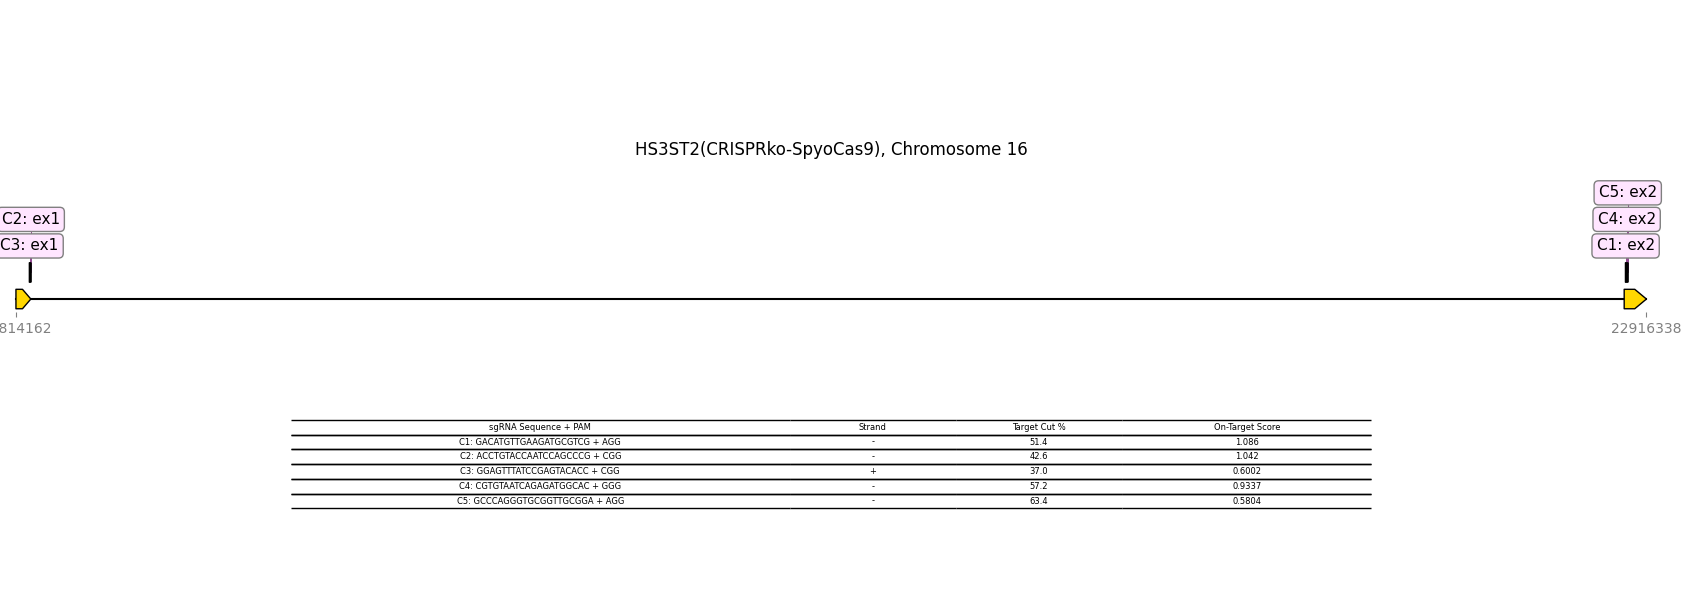 HS3ST2(CRISPRko-SpyoCas9), Chromosome 16
C5: ex2
C2: ex1
C4: ex2
C3: ex1
C1: ex2
814162
22916338
sgRNA Sequence + PAM Strand Target Cut % On-Target Score
C1: GACATGTTGAAGATGCGTCG + AGG - 51.4 1.086
C2: ACCTGTACCAATCCAGCCCG + CGG - 42.6 1.042
C3: GGAGTTTATCCGAGTACACC + CGG + 37.0 0.6002
C4: CGTGTAATCAGAGATGGCAC + GGG - 57.2 0.9337
C5: GCCCAGGGTGCGGTTGCGGA + AGG - 63.4 0.5804